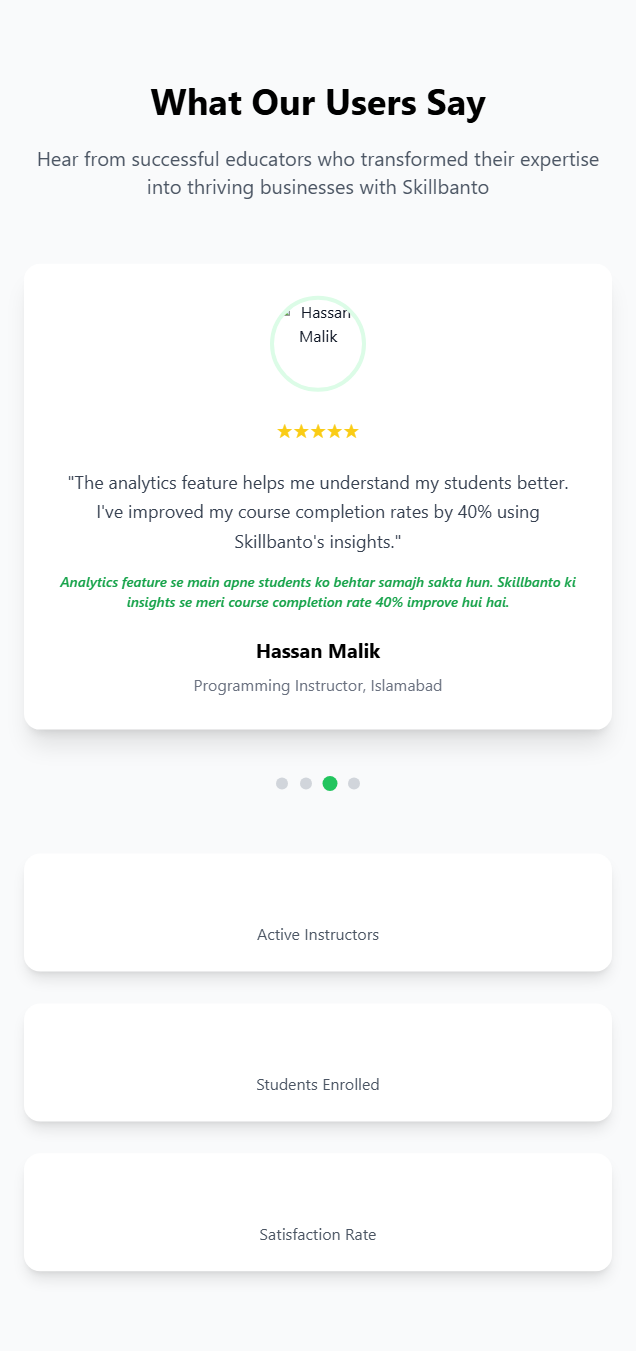 What Our Users Say
Hear from successful educators who transformed their expertise
into thriving businesses with Skillbanto
Hassan
Malik
★★★★★
"The analytics feature helps me understand my students better.
I've improved my course completion rates by 40% using
Skillbanto's insights."
Analytics feature se main apne students ko behtar samajh sakta hun. Skillbanto ki
insights se meri course completion rate 40% improve hui hai.
Hassan Malik
Programming Instructor, Islamabad
Active Instructors
Students Enrolled
Satisfaction Rate